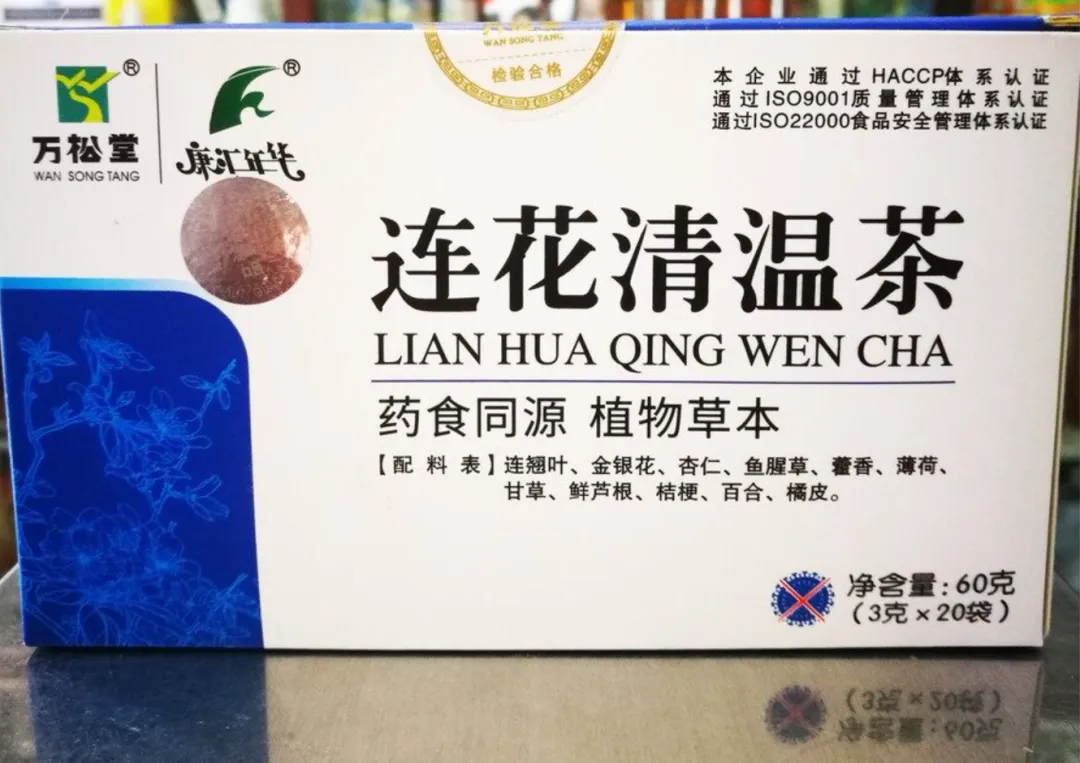 WAN SONG TANG
检验合格
万松堂
WAN SONG TANG
康汇年华
本企业通过HACCP体系认证
通过ISO9001质量管理体系认证
通过ISO22000食品安全管理体系认证
连花清温茶
LIAN HUA QING WEN CHA
药食同源 植物草本
【配料表】连翘叶、金银花、杏仁、鱼腥草、藿香、薄荷、
甘草、鲜芦根、桔梗、百合、橘皮。
净含量:60克
(3克×20袋)